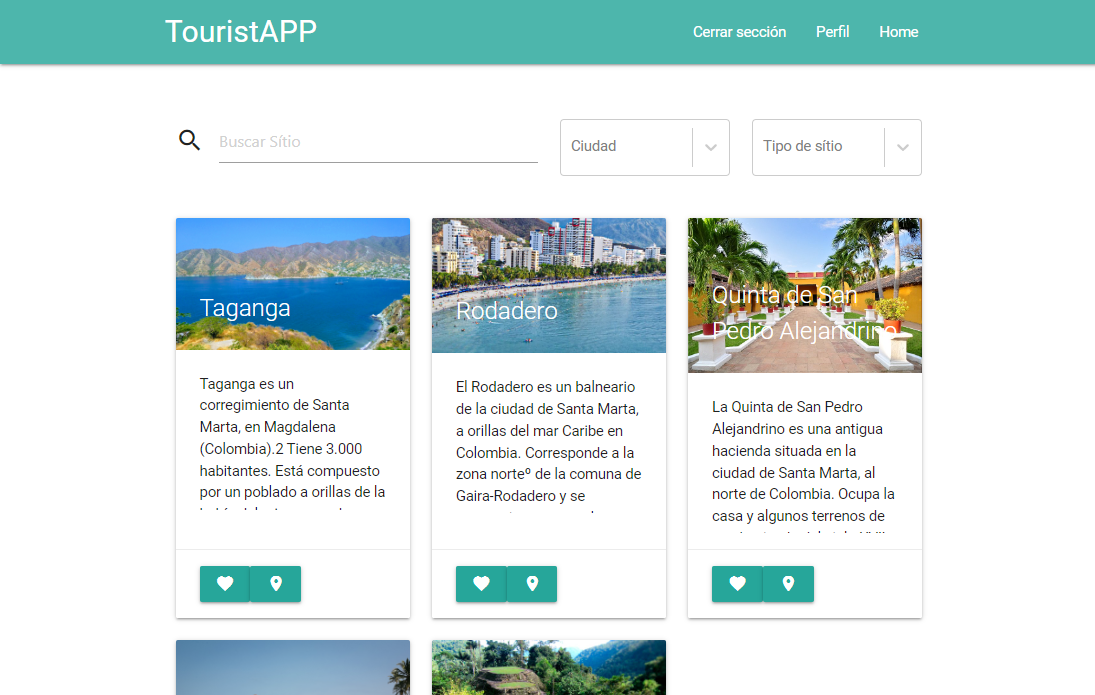 TouristAPP
Cerrar sección Perfil Home
Buscar Sítio
Ciudad
Tipo de sítio
Taganga
Taganga es un
corregimiento de Santa
Marta, en Magdalena
(Colombia).2 Tiene 3.000
habitantes. Está compuesto
por un poblado a orillas de la
Rodadero
El Rodadero es un balneario
de la ciudad de Santa Marta,
a orillas del mar Caribe en
Colombia. Corresponde a la
zona norteº de la comuna de
Gaira-Rodadero y se
Quinta de San
Pedro Alejandrino
La Quinta de San Pedro
Alejandrino es una antigua
hacienda situada en la
ciudad de Santa Marta, al
norte de Colombia. Ocupa la
casa y algunos terrenos de